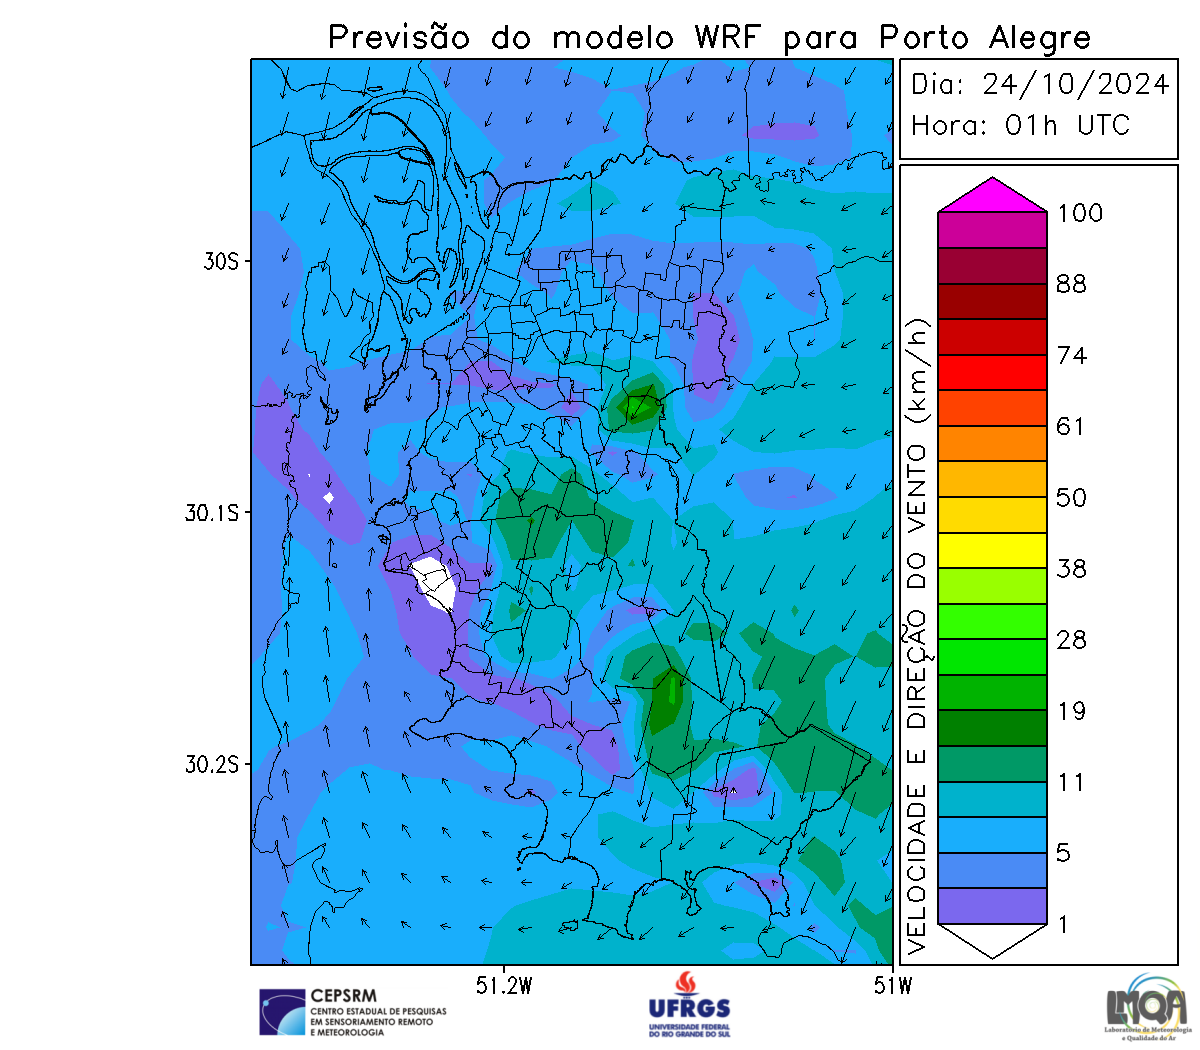 Previsão do modelo WRF para Porto Alegre
Dia: 24/10/2024
Hora: 01h UTC
30S
30.1S
30.2S
51.2W
51W
VELOCIDADE E DIREÇÃO DO VENTO (km/h)
100
88
74
61
50
38
28
19
11
5
1
CEPSRM
CENTRO ESTADUAL DE PESQUISAS
EM SENSORIAMENTO REMOTO
E METEOROLOGIA
UFRGS
UNIVERSIDADE FEDERAL
DO RIO GRANDE DO SUL
LMQA
Laboratório de Meteorologia
e Qualidade do Ar